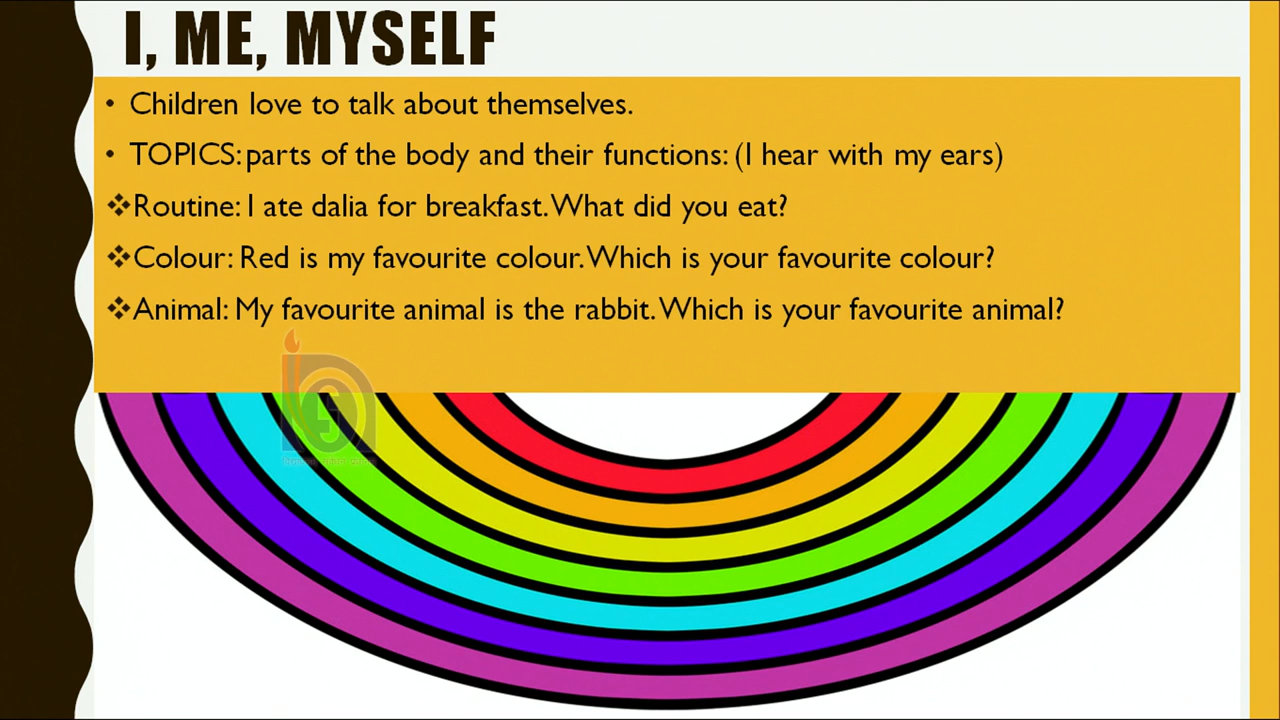 I, ME, MYSELF
• Children love to talk about themselves.
• TOPICS: parts of the body and their functions: (I hear with my ears)
❖Routine: I ate dalia for breakfast. What did you eat?
❖Colour: Red is my favourite colour. Which is your favourite colour?
❖Animal: My favourite animal is the rabbit. Which is your favourite animal?